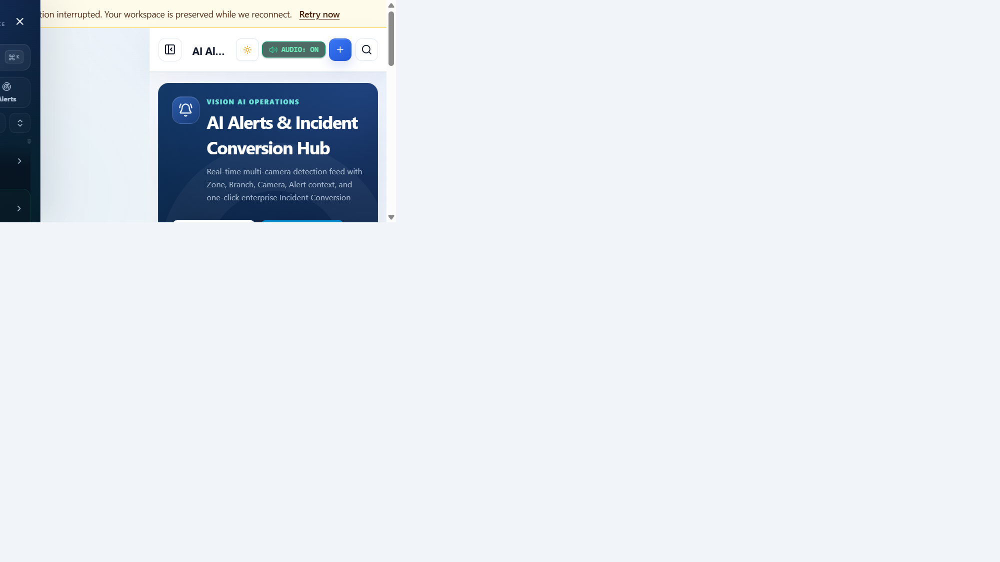 tion interrupted. Your workspace is preserved while we reconnect. Retry now
⌘K
Alerts
AI Al...
AUDIO: ON
VISION AI OPERATIONS
AI Alerts & Incident
Conversion Hub
Real-time multi-camera detection feed with
Zone, Branch, Camera, Alert context, and
one-click enterprise Incident Conversion